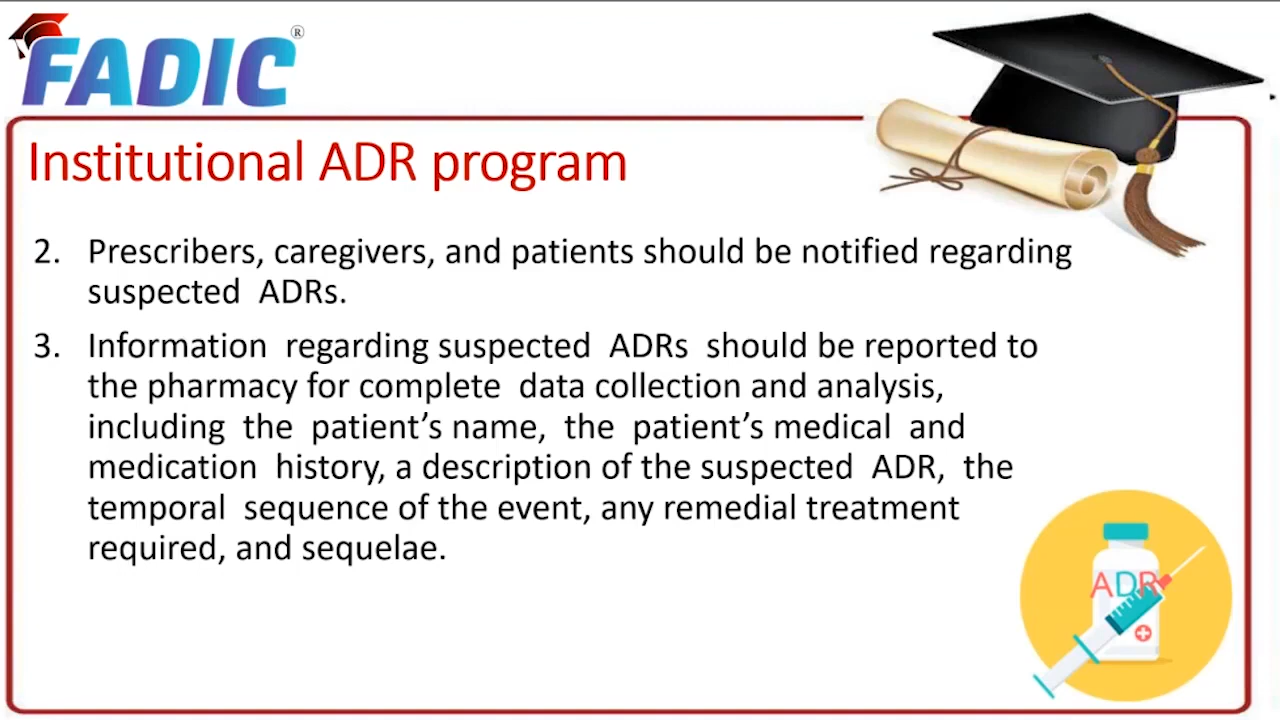 FADIC®
Institutional ADR program
2. Prescribers, caregivers, and patients should be notified regarding
suspected ADRs.
3. Information regarding suspected ADRs should be reported to
the pharmacy for complete data collection and analysis,
including the patient’s name, the patient’s medical and
medication history, a description of the suspected ADR, the
temporal sequence of the event, any remedial treatment
required, and sequelae.
ADR